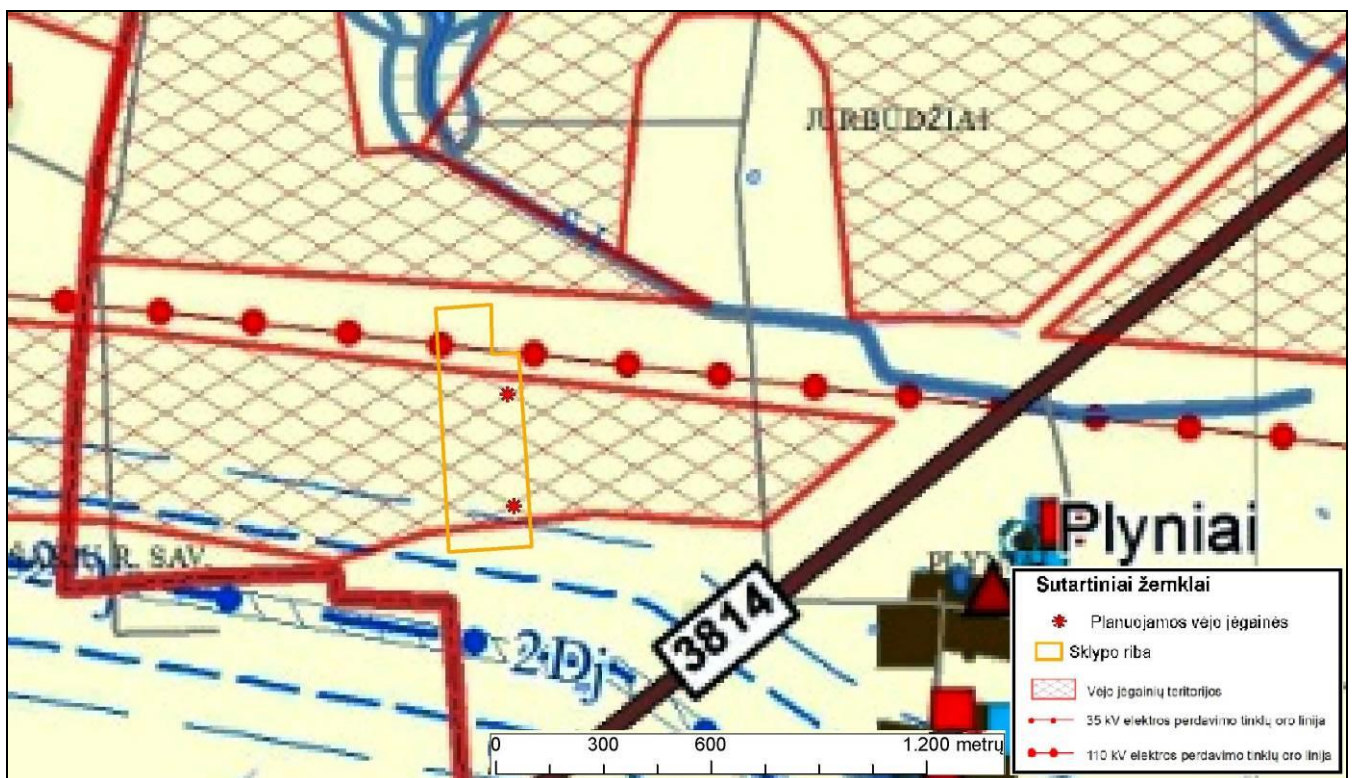 JURBŪDŽIAI
R. SAV.
2 Dj
3814
Plyniai
Sutartiniai žemklai
Planuojamos vėjo jėgainės
Sklypo riba
Vėjo jėgainių teritorijos
35 kV elektros perdavimo tinklų oro linija
110 kV elektros perdavimo tinklų oro linija
0 300 600 1.200 metrų